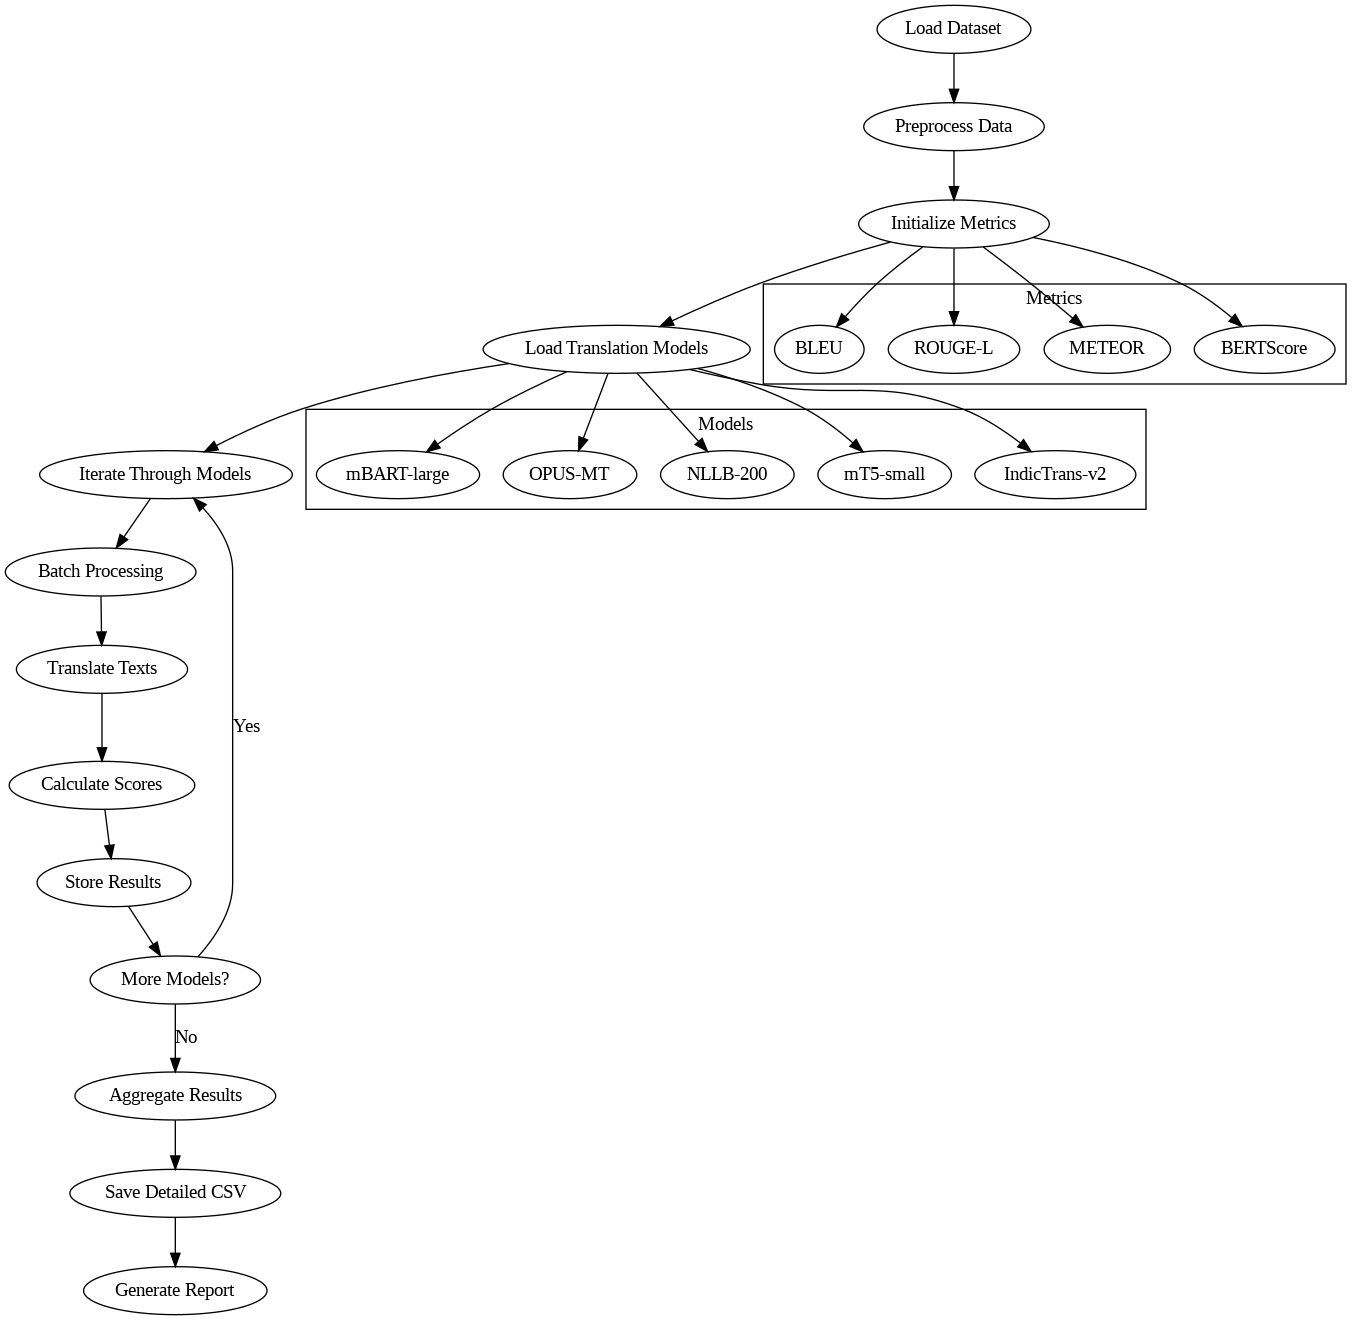 Load Dataset
Preprocess Data
Initialize Metrics
Metrics
Load Translation Models
BLEU
ROUGE-L
METEOR
BERTScore
Models
Iterate Through Models
mBART-large
OPUS-MT
NLLB-200
mT5-small
IndicTrans-v2
Batch Processing
Translate Texts
Yes
Calculate Scores
Store Results
More Models?
No
Aggregate Results
Save Detailed CSV
Generate Report